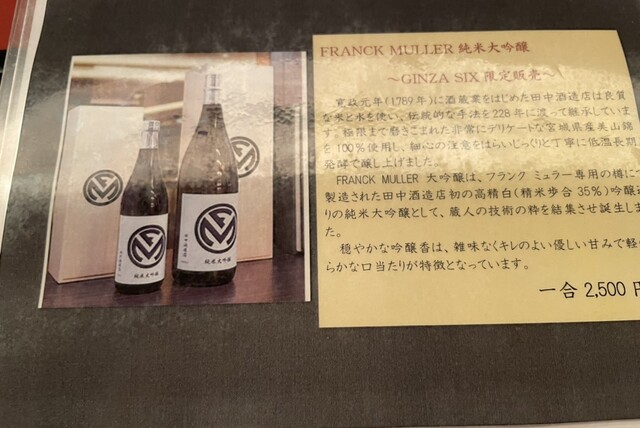 FRANCK MULLER 純米大吟醸
～GINZA SIX 限定販売～
寛政元年(1789年)に酒蔵業をはじめた田中酒造店は良質
な米と水を使い、伝統的な手法を228年に渡って継承していま
す。極限まで磨きこまれた非常にデリケートな宮城県産美山錦
を100%使用し、細心の注意をはらいじっくりと丁寧に低温長期
発酵で醸し上げました。
FRANCK MULLER 大吟醸は、フランク ミュラー専用の樽にて
製造された田中酒造店初の高精白(精米歩合 35%)吟醸造
りの純米大吟醸として、蔵人の技術の粋を結集させ誕生しまし
た。
穏やかな吟醸香は、雑味なくキレのよい優しい甘みで軽や
らかな口当たりが特徴となっています。
一合 2,500 円
純米大吟醸
純米大吟醸